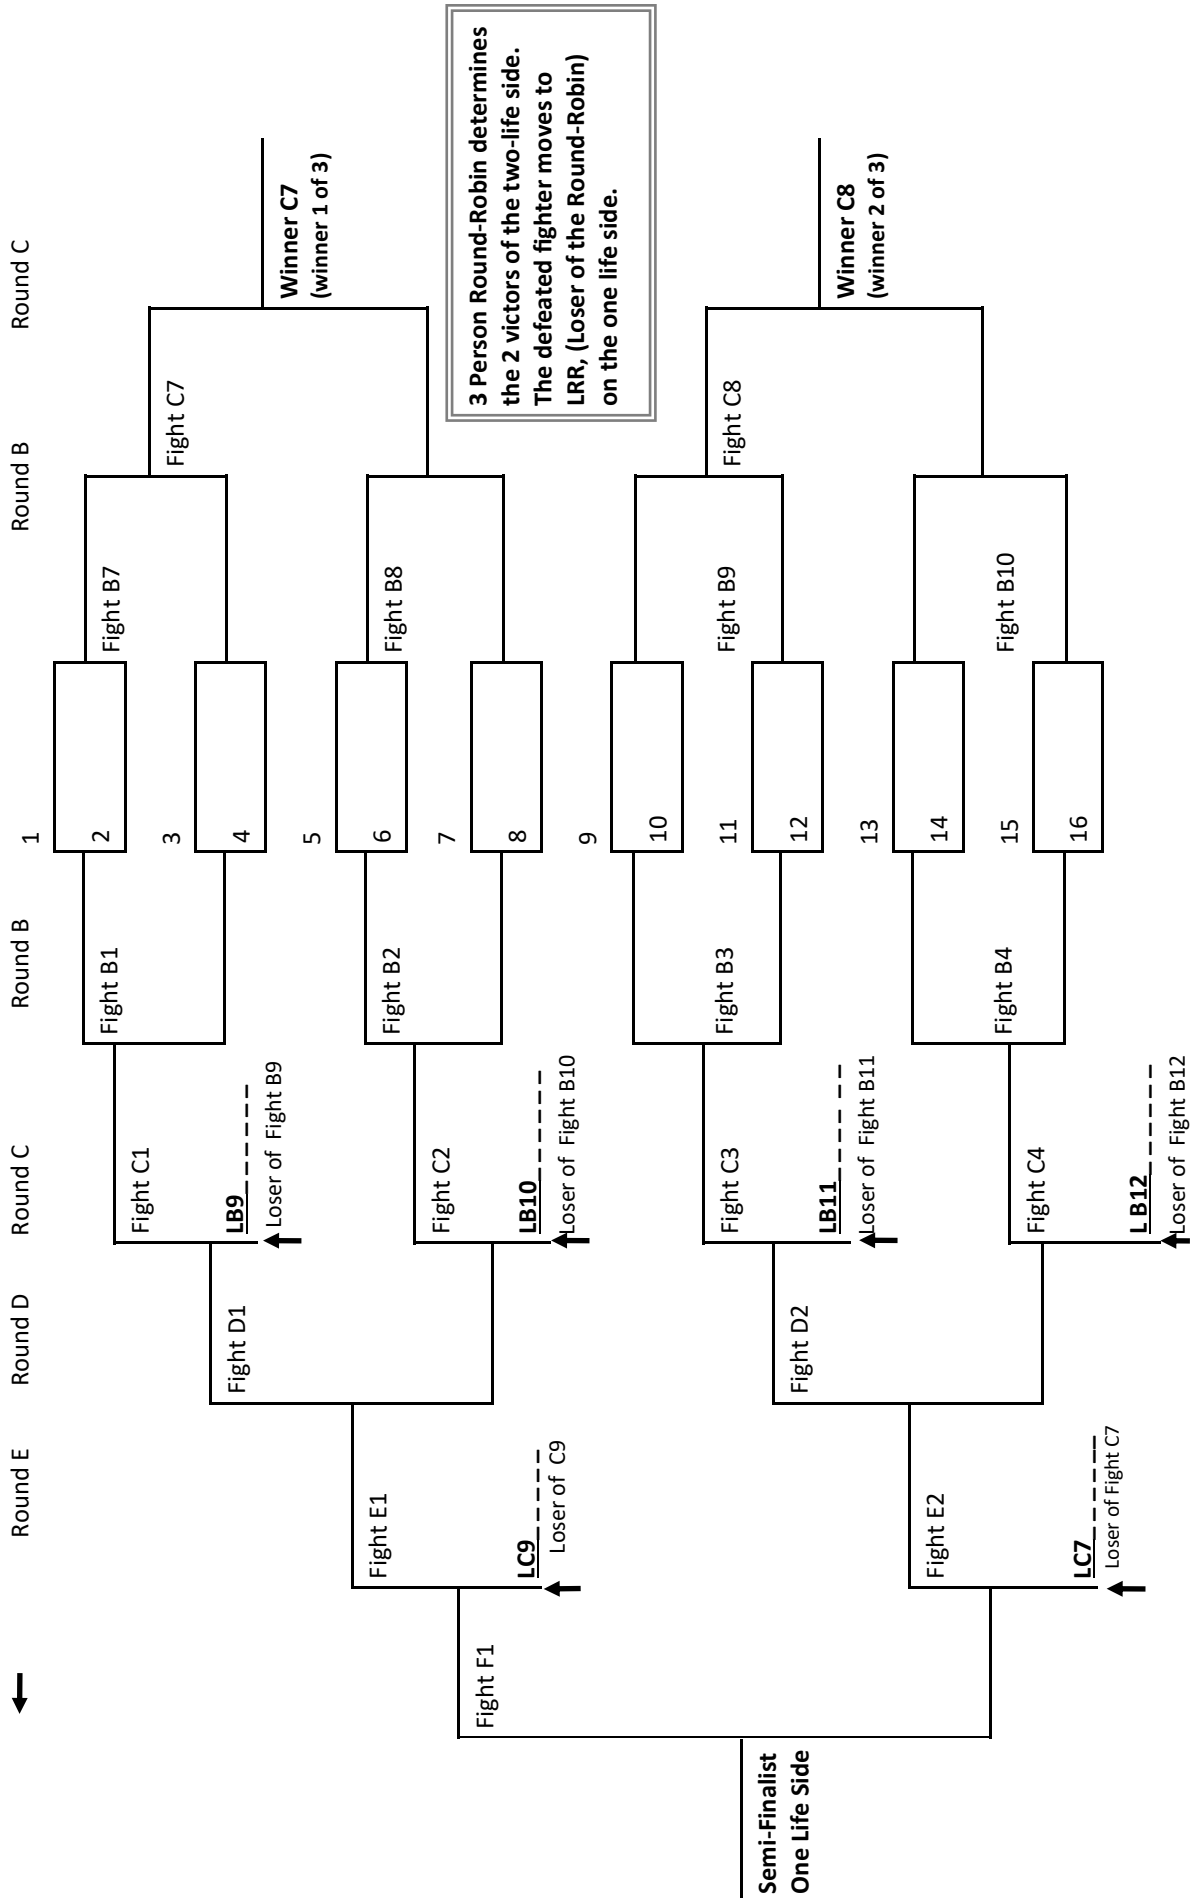 Round E
Round D
Round C
Round B
Round B
Round C
1
2
3
4
5
6
7
8
9
10
11
12
13
14
15
16
Fight B1
Fight C1
LB9
Loser of Fight B9
Fight D1
Fight B2
Fight C2
LB10
Loser of Fight B10
Fight E1
LC9
Loser of C9
Fight F1
Fight B3
Fight C3
LB11
Loser of Fight B11
Fight D2
Fight B4
Fight C4
L B12
Loser of Fight B12
Fight E2
LC7
Loser of Fight C7
Semi-Finalist
One Life Side
Fight B7
Fight C7
Fight B8
Winner C7
(winner 1 of 3)
3 Person Round-Robin determines
the 2 victors of the two-life side.
The defeated fighter moves to
LRR, (Loser of the Round-Robin)
on the one life side.
Fight B9
Fight C8
Fight B10
Winner C8
(winner 2 of 3)